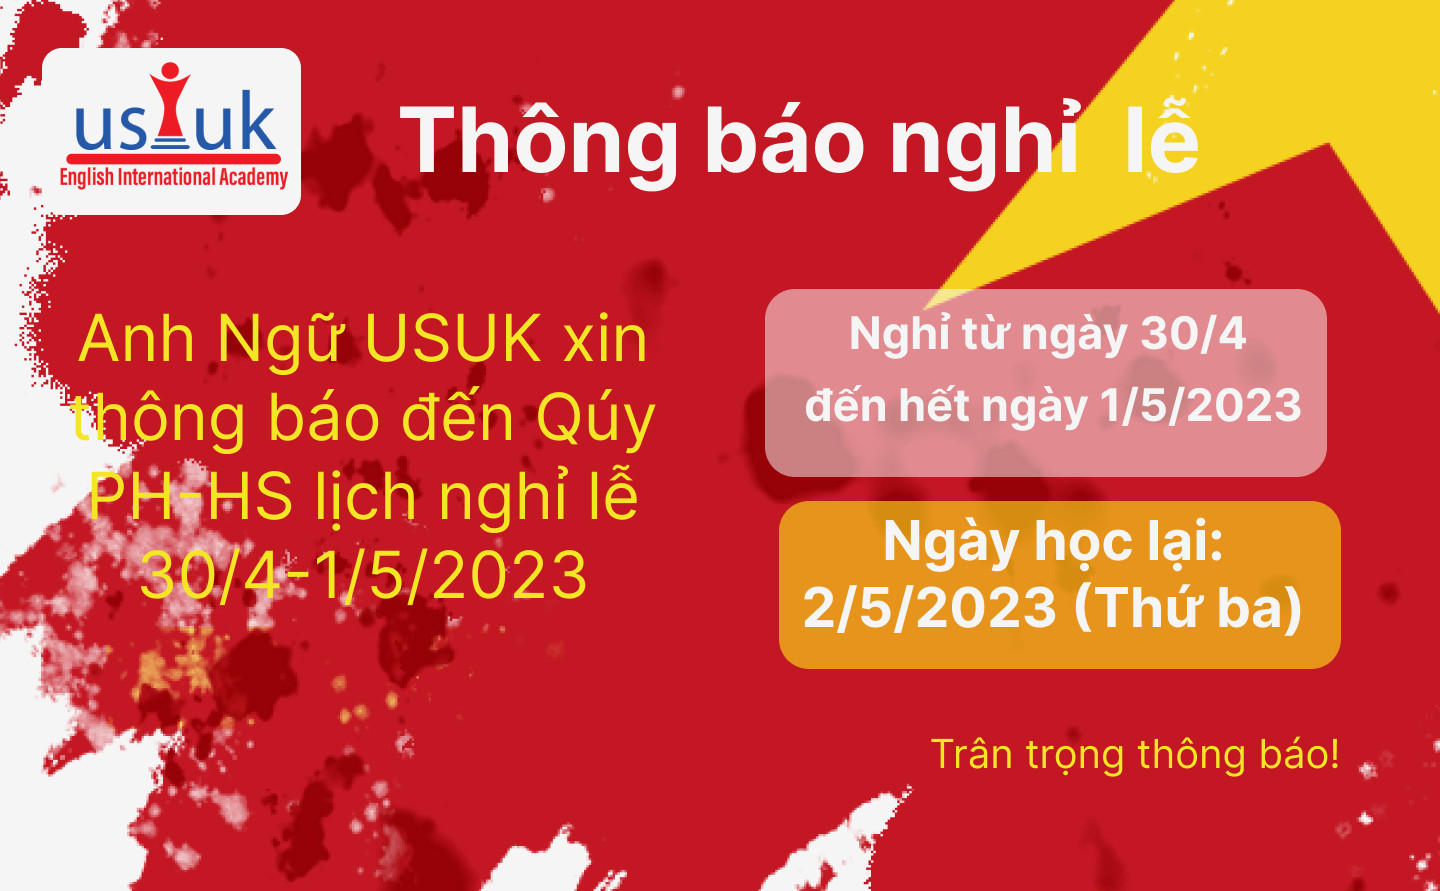 usuk
English International Academy
Thông báo nghỉ lễ
Anh Ngữ USUK xin
thông báo đến Qúy
PH-HS lịch nghỉ lễ
30/4-1/5/2023
Nghỉ từ ngày 30/4
đến hết ngày 1/5/2023
Ngày học lại:
2/5/2023 (Thứ ba)
Trân trọng thông báo!